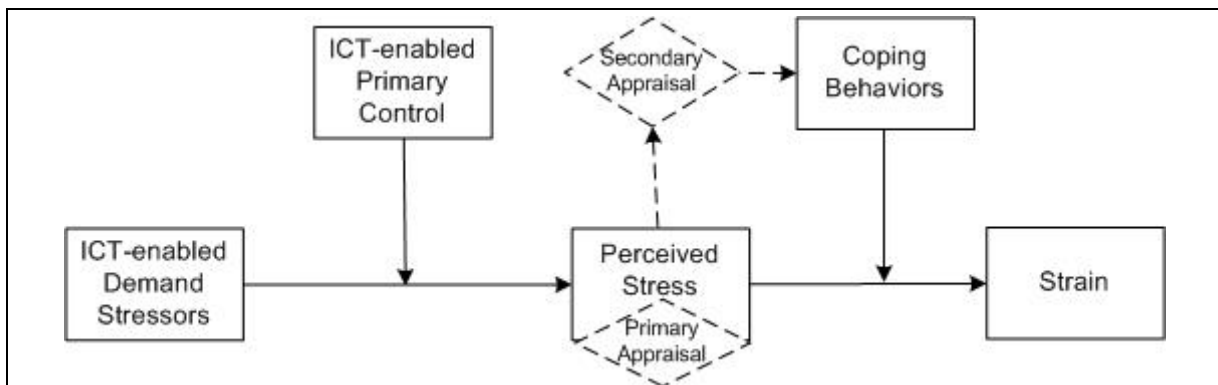 ICT-enabled
Primary
Control
Secondary
Appraisal
Coping
Behaviors
ICT-enabled
Demand
Stressors
Perceived
Stress
Primary
Appraisal
Strain